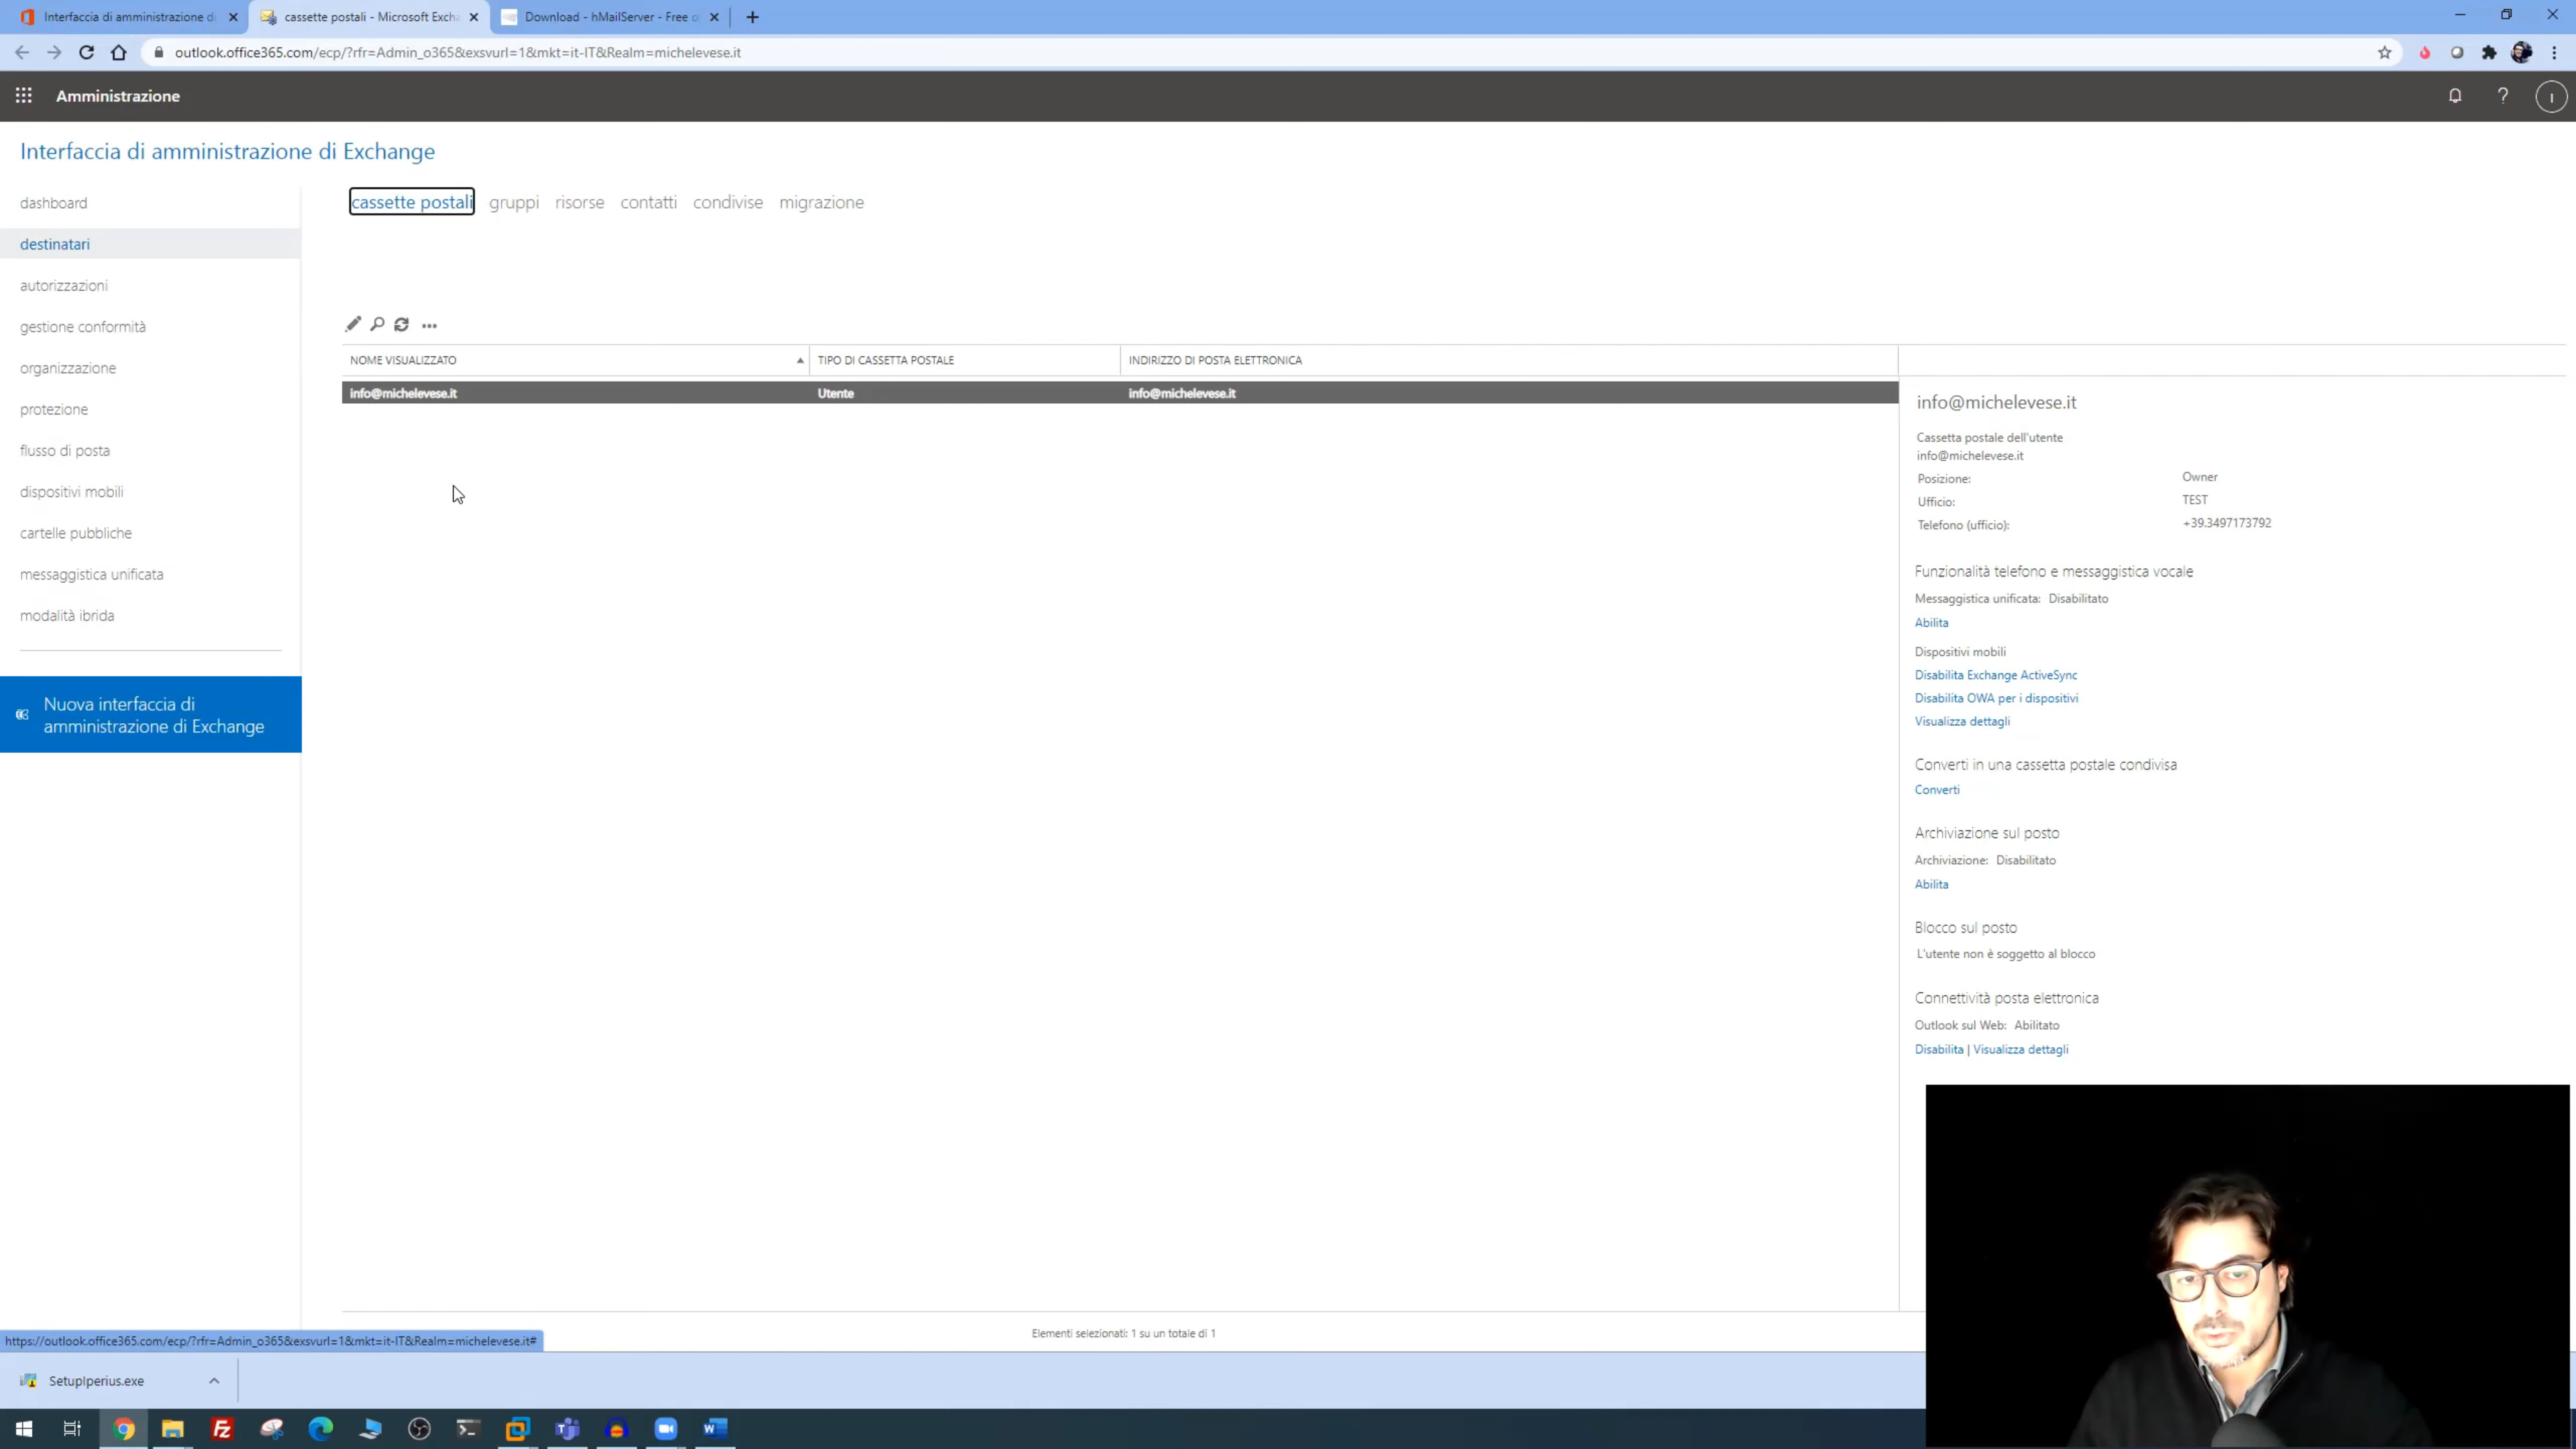 Interfaccia di amministrazione di
cassette postali - Microsoft Excha
Download - hMailServer - Free o
outlook.office365.com/ecp/?rfr=Admin_o365&exsvurl=1&mkt=it-IT&Realm=michelevese.it
Amministrazione
Interfaccia di amministrazione di Exchange
dashboard
destinatari
autorizzazioni
gestione conformità
organizzazione
protezione
flusso di posta
dispositivi mobili
cartelle pubbliche
messaggistica unificata
modalità ibrida
Nuova interfaccia di
amministrazione di Exchange
cassette postali gruppi risorse contatti condivise migrazione
NOME VISUALIZZATO TIPO DI CASSETTA POSTALE INDIRIZZO DI POSTA ELETTRONICA
info@michelevese.it Utente info@michelevese.it
info@michelevese.it
Cassetta postale dell'utente
info@michelevese.it
Posizione: Owner
Ufficio: TEST
Telefono (ufficio): +39.3497173792
Funzionalità telefono e messaggistica vocale
Messaggistica unificata: Disabilitato
Abilita
Dispositivi mobili
Disabilita Exchange ActiveSync
Disabilita OWA per i dispositivi
Visualizza dettagli
Converti in una cassetta postale condivisa
Converti
Archiviazione sul posto
Archiviazione: Disabilitato
Abilita
Blocco sul posto
L'utente non è soggetto al blocco
Connettività posta elettronica
Outlook sul Web: Abilitato
Disabilita | Visualizza dettagli
Elementi selezionati: 1 su un totale di 1
https://outlook.office365.com/ecp/?rfr=Admin_o365&exsvurl=1&mkt=it-IT&Realm=michelevese.it#
SetupIperius.exe